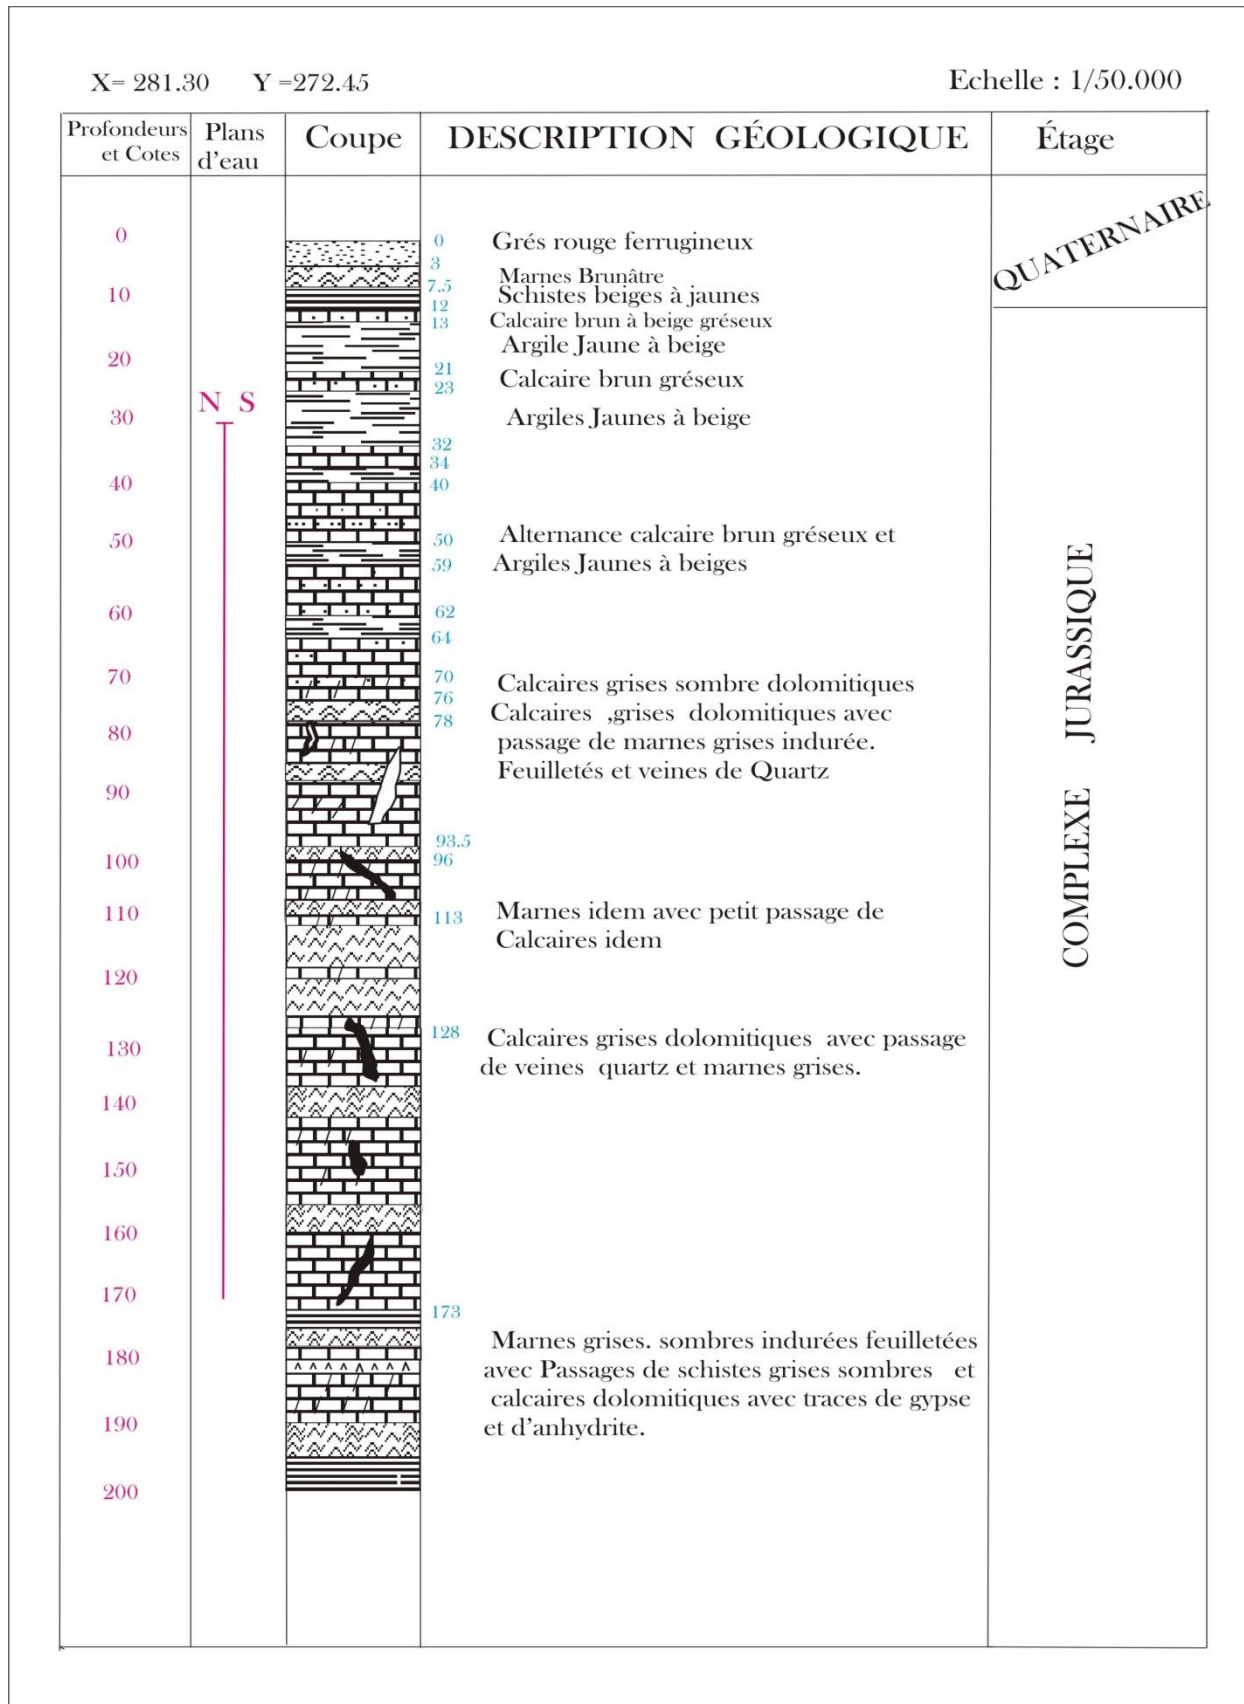 X= 281.30 Y =272.45
Echelle : 1/50.000
Profondeurs et Cotes
Plans d’eau
Coupe
DESCRIPTION GÉOLOGIQUE
Étage
0
10
20
30
40
50
60
70
80
90
100
110
120
130
140
150
160
170
180
190
200
N S
0
3
7.5
12
13
21
23
32
34
40
50
59
62
64
70
76
78
93.5
96
113
128
173
Grés rouge ferrugineux
Marnes Brunâtre
Schistes beiges à jaunes
Calcaire brun à beige gréseux
Argile Jaune à beige
Calcaire brun gréseux
Argiles Jaunes à beige
Alternance calcaire brun gréseux et
Argiles Jaunes à beiges
Calcaires grises sombre dolomitiques
Calcaires ,grises dolomitiques avec
passage de marnes grises indurée.
Feuilletés et veines de Quartz
Marnes idem avec petit passage de
Calcaires idem
Calcaires grises dolomitiques avec passage
de veines quartz et marnes grises.
Marnes grises. sombres indurées feuilletées
avec Passages de schistes grises sombres et
calcaires dolomitiques avec traces de gypse
et d’anhydrite.
QUATERNAIRE
COMPLEXE JURASSIQUE